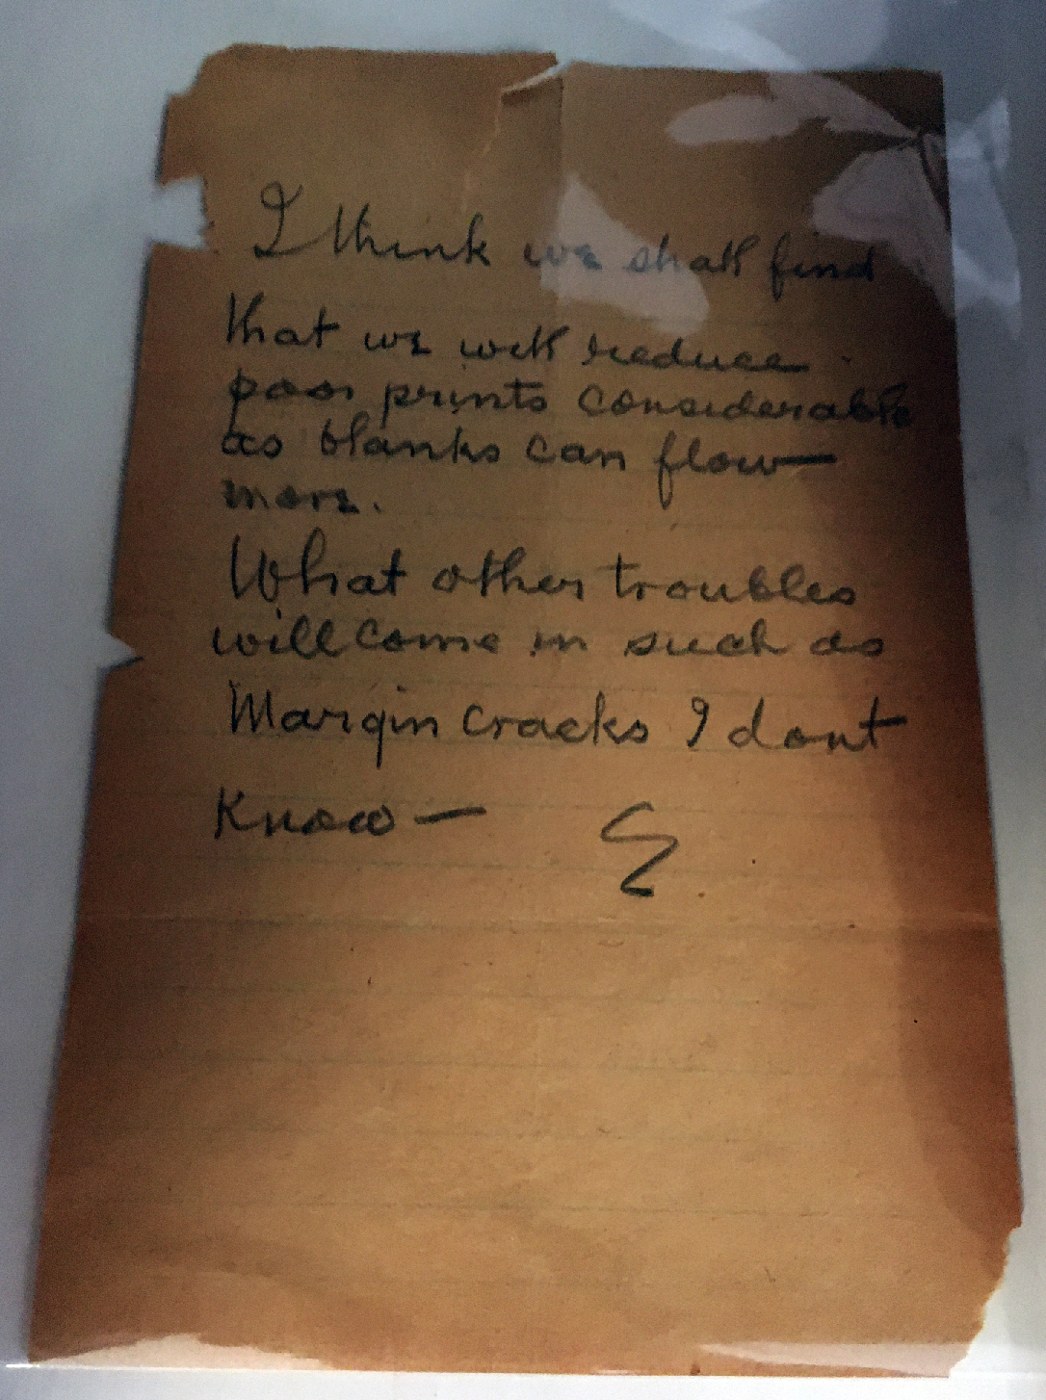 I think we shall find
that we will reduce
poor prints considerable
as blanks can flow
more.
What other troubles
will come in such as
Margin cracks I dont
Know — E